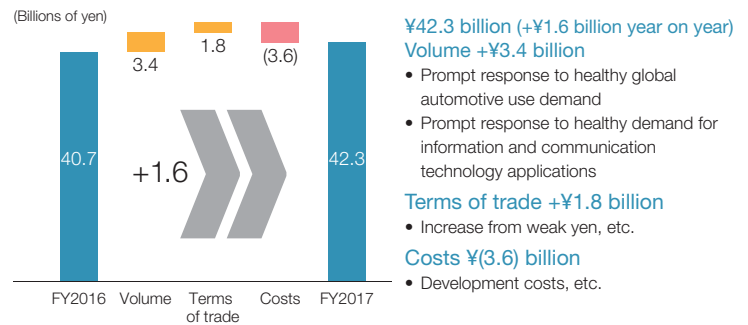 (Billions of yen)
3.4
1.8
(3.6)
40.7
+1.6
42.3
FY2016
Volume
Terms
of trade
Costs
FY2017
¥42.3 billion (+¥1.6 billion year on year)
Volume +¥3.4 billion
• Prompt response to healthy global
automotive use demand
• Prompt response to healthy demand for
information and communication
technology applications
Terms of trade +¥1.8 billion
• Increase from weak yen, etc.
Costs ¥(3.6) billion
• Development costs, etc.